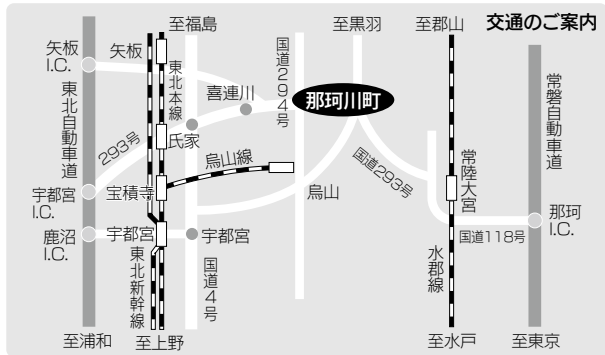 交通のご案内
至福島
至黒羽
至郡山
矢板
I.C.
矢板
東北本線
国道294号
喜連川
那珂川町
東北自動車道
293号
氏家
烏山線
常磐自動車道
国道293号
常陸大宮
宇都宮
I.C.
宝積寺
烏山
那珂
I.C.
鹿沼
I.C.
宇都宮
宇都宮
国道118号
東北新幹線
国道4号
水郡線
至浦和
至上野
至水戸
至東京